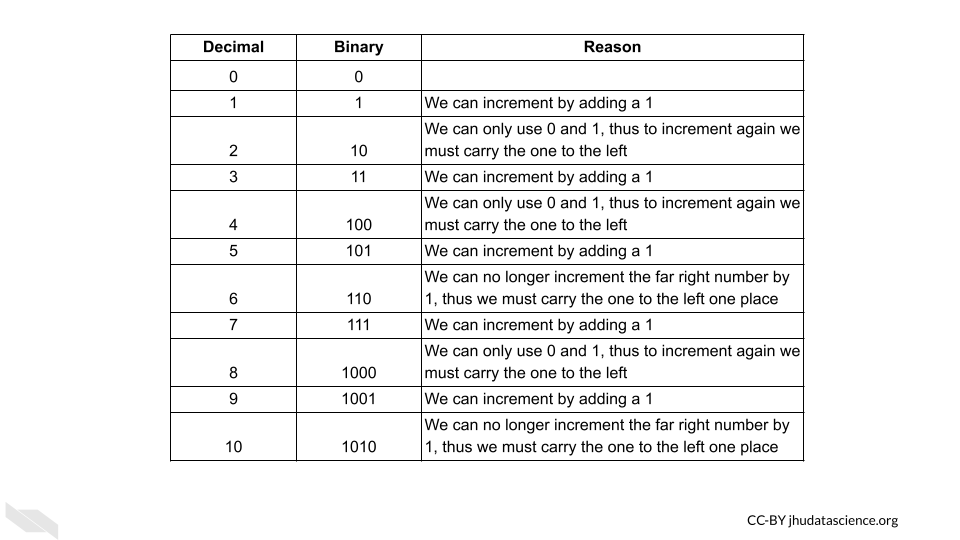 Decimal Binary Reason
0 0
1 1 We can increment by adding a 1
We can only use 0 and 1, thus to increment again we
2 10 must carry the one to the left
3 11 We can increment by adding a 1
We can only use 0 and 1, thus to increment again we
4 100 must carry the one to the left
5 101 We can increment by adding a 1
We can no longer increment the far right number by
6 110 1, thus we must carry the one to the left one place
7 111 We can increment by adding a 1
We can only use 0 and 1, thus to increment again we
8 1000 must carry the one to the left
9 1001 We can increment by adding a 1
We can no longer increment the far right number by
10 1010 1, thus we must carry the one to the left one place
CC-BY jhudatascience.org